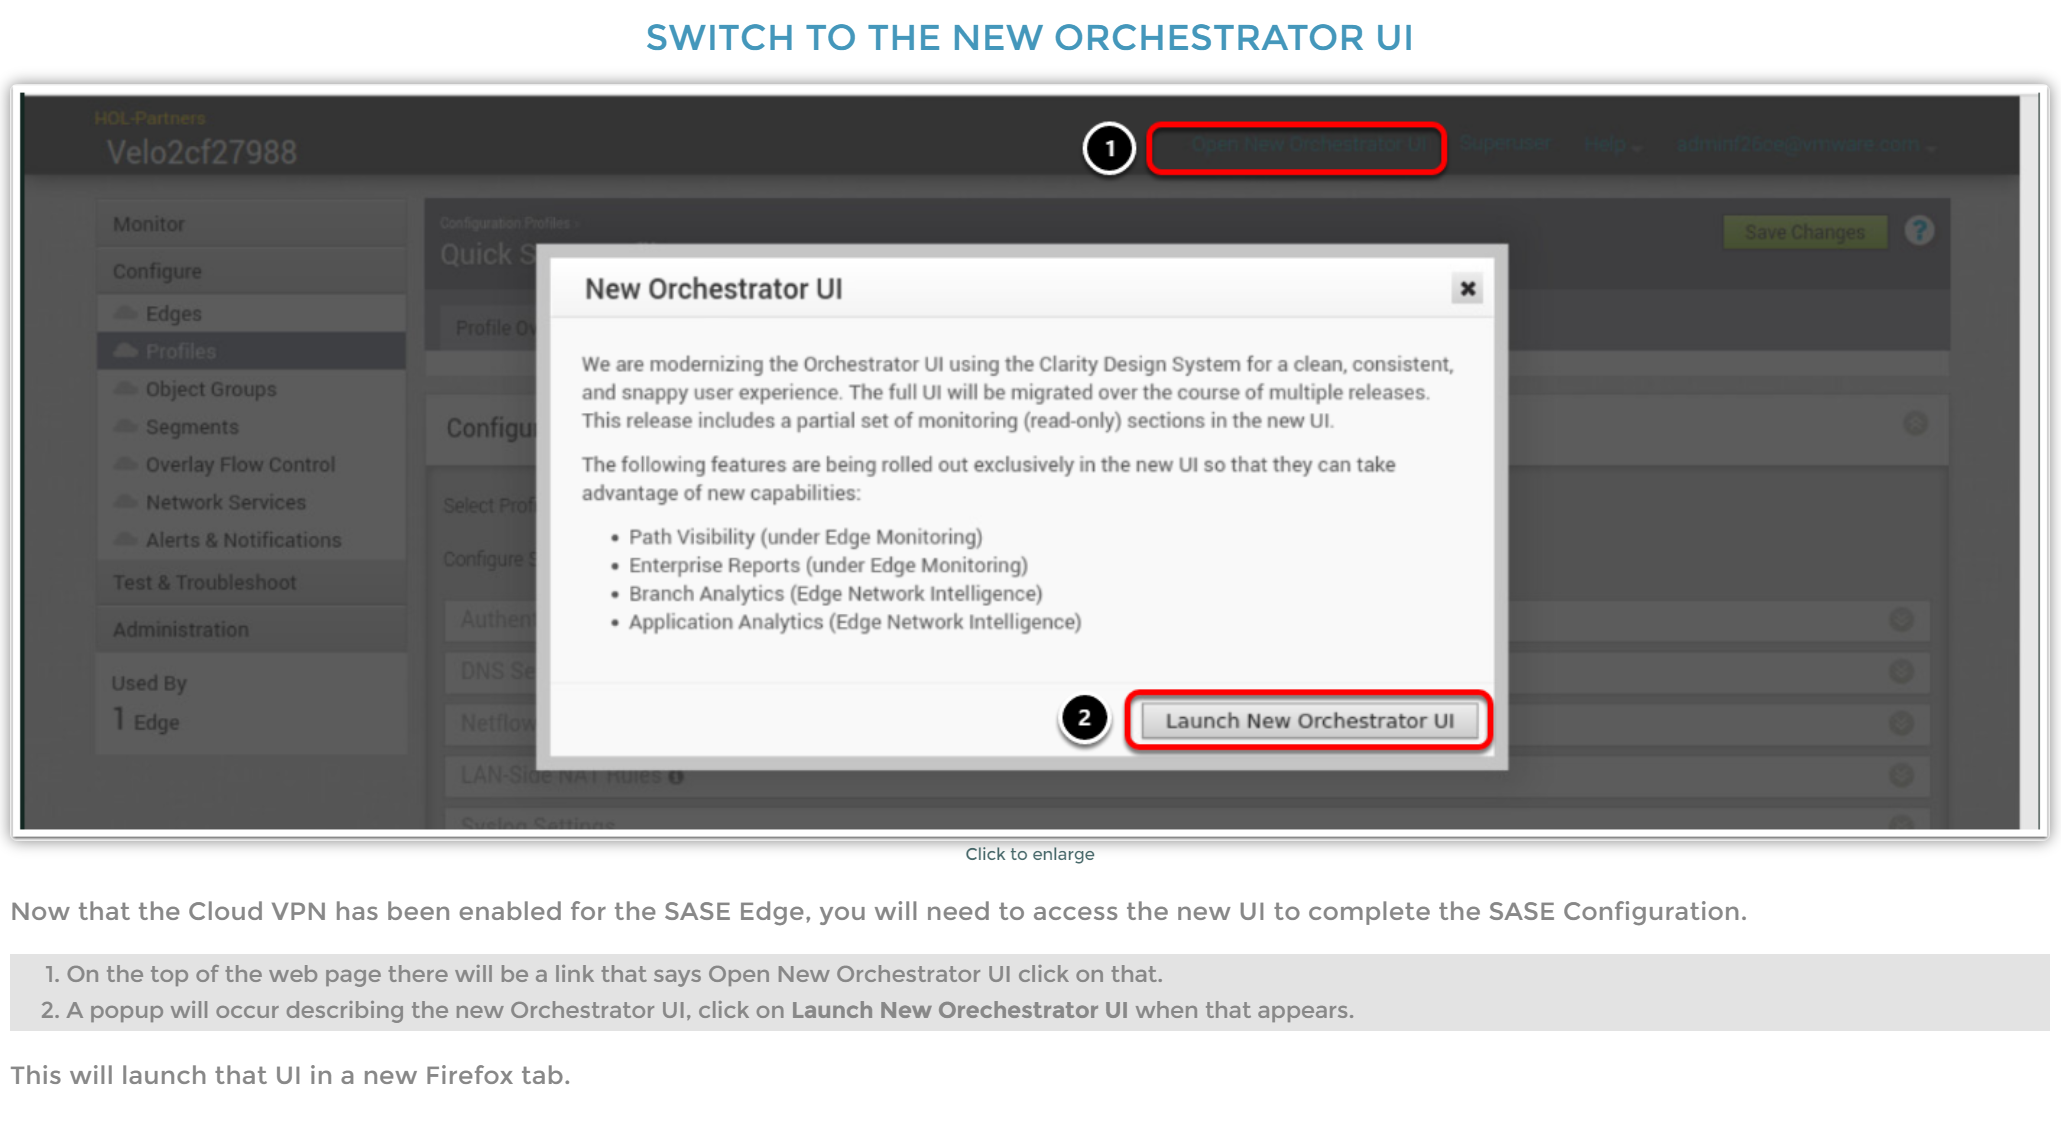 SWITCH TO THE NEW ORCHESTRATOR UI
HOL-Partners
Velo2cf27988
1
Open New Orchestrator UI
Superuser
Help
adminf26ce@vmware.com
Monitor
Configure
Edges
Profiles
Object Groups
Segments
Overlay Flow Control
Network Services
Alerts & Notifications
Test & Troubleshoot
Administration
Used By
1 Edge
Configuration Profiles
Quick S
Save Changes
?
Profile Ov
Configu
Select Prof
Configure S
Authent
DNS Se
Netflow
LAN-Side NAT Rules
Syslog Settings
New Orchestrator UI
We are modernizing the Orchestrator UI using the Clarity Design System for a clean, consistent,
and snappy user experience. The full UI will be migrated over the course of multiple releases.
This release includes a partial set of monitoring (read-only) sections in the new UI.
The following features are being rolled out exclusively in the new UI so that they can take
advantage of new capabilities:
• Path Visibility (under Edge Monitoring)
• Enterprise Reports (under Edge Monitoring)
• Branch Analytics (Edge Network Intelligence)
• Application Analytics (Edge Network Intelligence)
2
Launch New Orchestrator UI
Click to enlarge
Now that the Cloud VPN has been enabled for the SASE Edge, you will need to access the new UI to complete the SASE Configuration.
1. On the top of the web page there will be a link that says Open New Orchestrator UI click on that.
2. A popup will occur describing the new Orchestrator UI, click on Launch New Orechestrator UI when that appears.
This will launch that UI in a new Firefox tab.